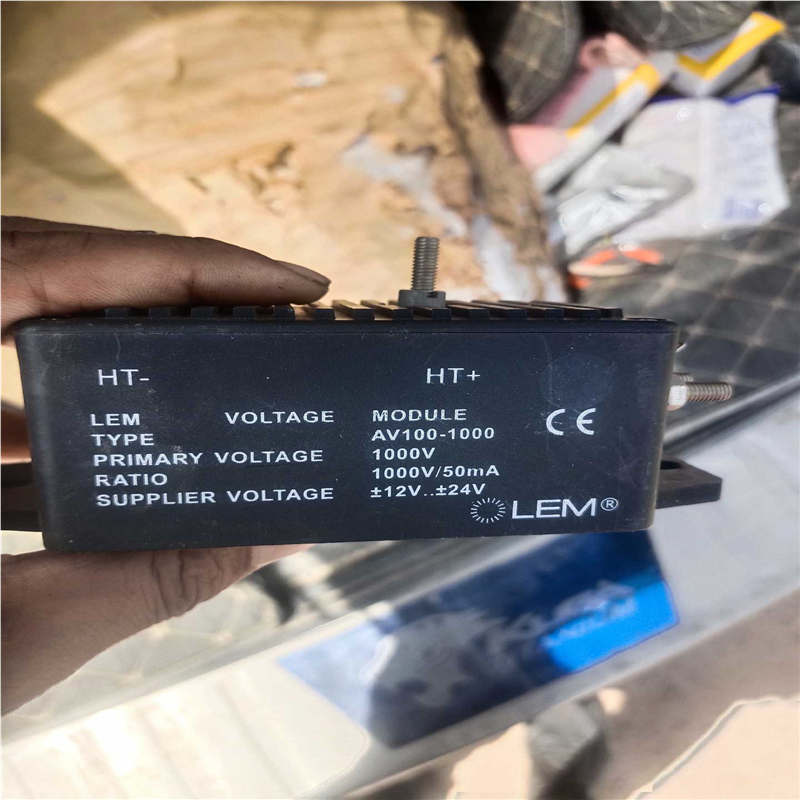 HT- HT+
LEM VOLTAGE MODULE
TYPE AV100-1000
PRIMARY VOLTAGE 1000V
RATIO 1000V/50mA
SUPPLIER VOLTAGE ±12V..±24V
CE
LEM®